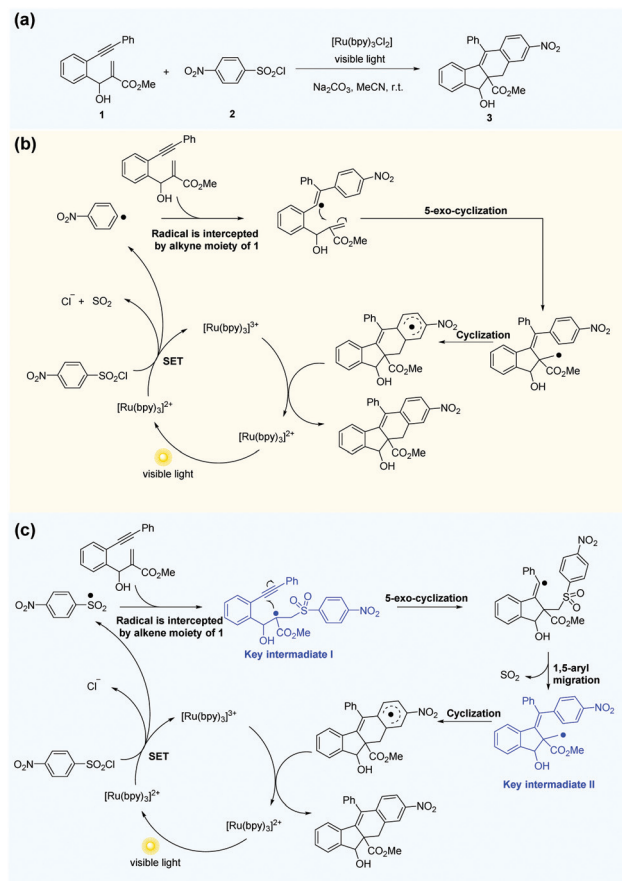 (a)
Ph
CO2Me
OH
1
+
O2N
SO2Cl
2
[Ru(bpy)3Cl2]
visible light
Na2CO3, MeCN, r.t.
Ph
NO2
CO2Me
OH
3
(b)
Ph
CO2Me
OH
O2N
Radical is intercepted
by alkyne moiety of 1
Ph
NO2
CO2Me
OH
5-exo-cyclization
Cl− + SO2
O2N
SO2Cl
SET
[Ru(bpy)3]3+
[Ru(bpy)3]2+
[Ru(bpy)3]2+
visible light
Ph
NO2
CO2Me
OH
Cyclization
Ph
NO2
CO2Me
OH
Ph
NO2
CO2Me
OH
(c)
Ph
CO2Me
OH
O2N
SO2
Radical is intercepted
by alkene moiety of 1
Ph
O O
S
NO2
CO2Me
OH
Key intermadiate I
5-exo-cyclization
Ph
NO2
S
O
O
CO2Me
OH
SO2
1,5-aryl
migration
Cl−
O2N
SO2Cl
SET
[Ru(bpy)3]3+
[Ru(bpy)3]2+
[Ru(bpy)3]2+
visible light
Ph
NO2
CO2Me
OH
Cyclization
Ph
NO2
CO2Me
OH
Key intermadiate II
Ph
NO2
CO2Me
OH